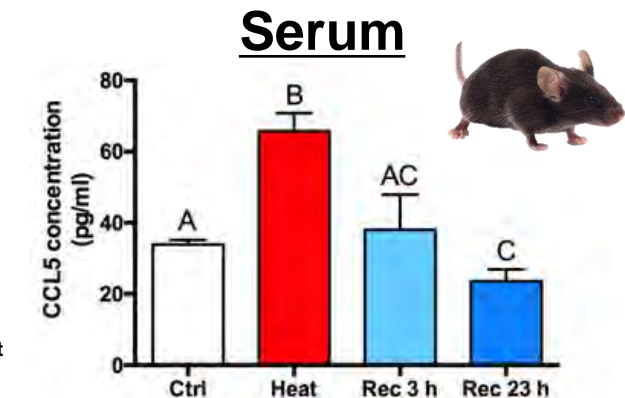 Serum
CCL5 concentration
(pg/ml)
80
60
40
20
0
A
B
AC
C
Ctrl
Heat
Rec 3 h
Rec 23 h
t